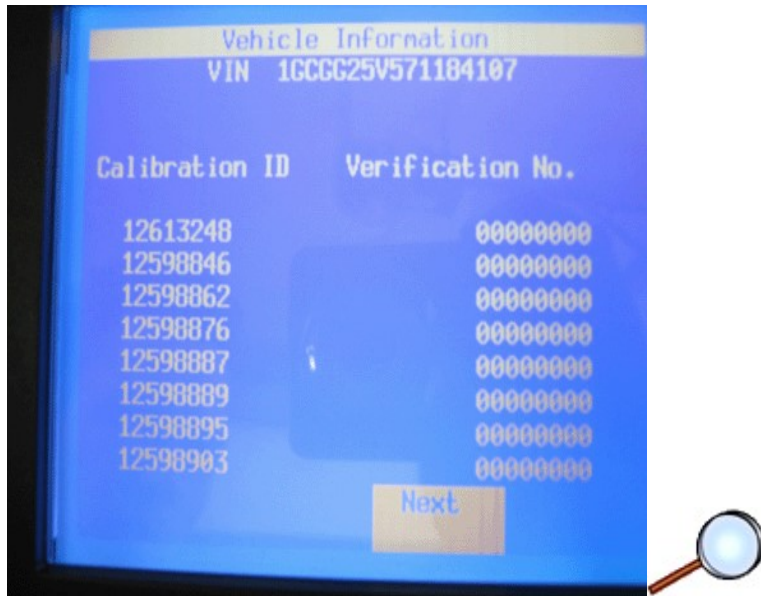 Vehicle Information
VIN 1GCGG25V571184107
Calibration ID Verification No.
12613248 00000000
12598846 00000000
12598862 00000000
12598876 00000000
12598887 00000000
12598889 00000000
12598895 00000000
12598903 00000000
Next